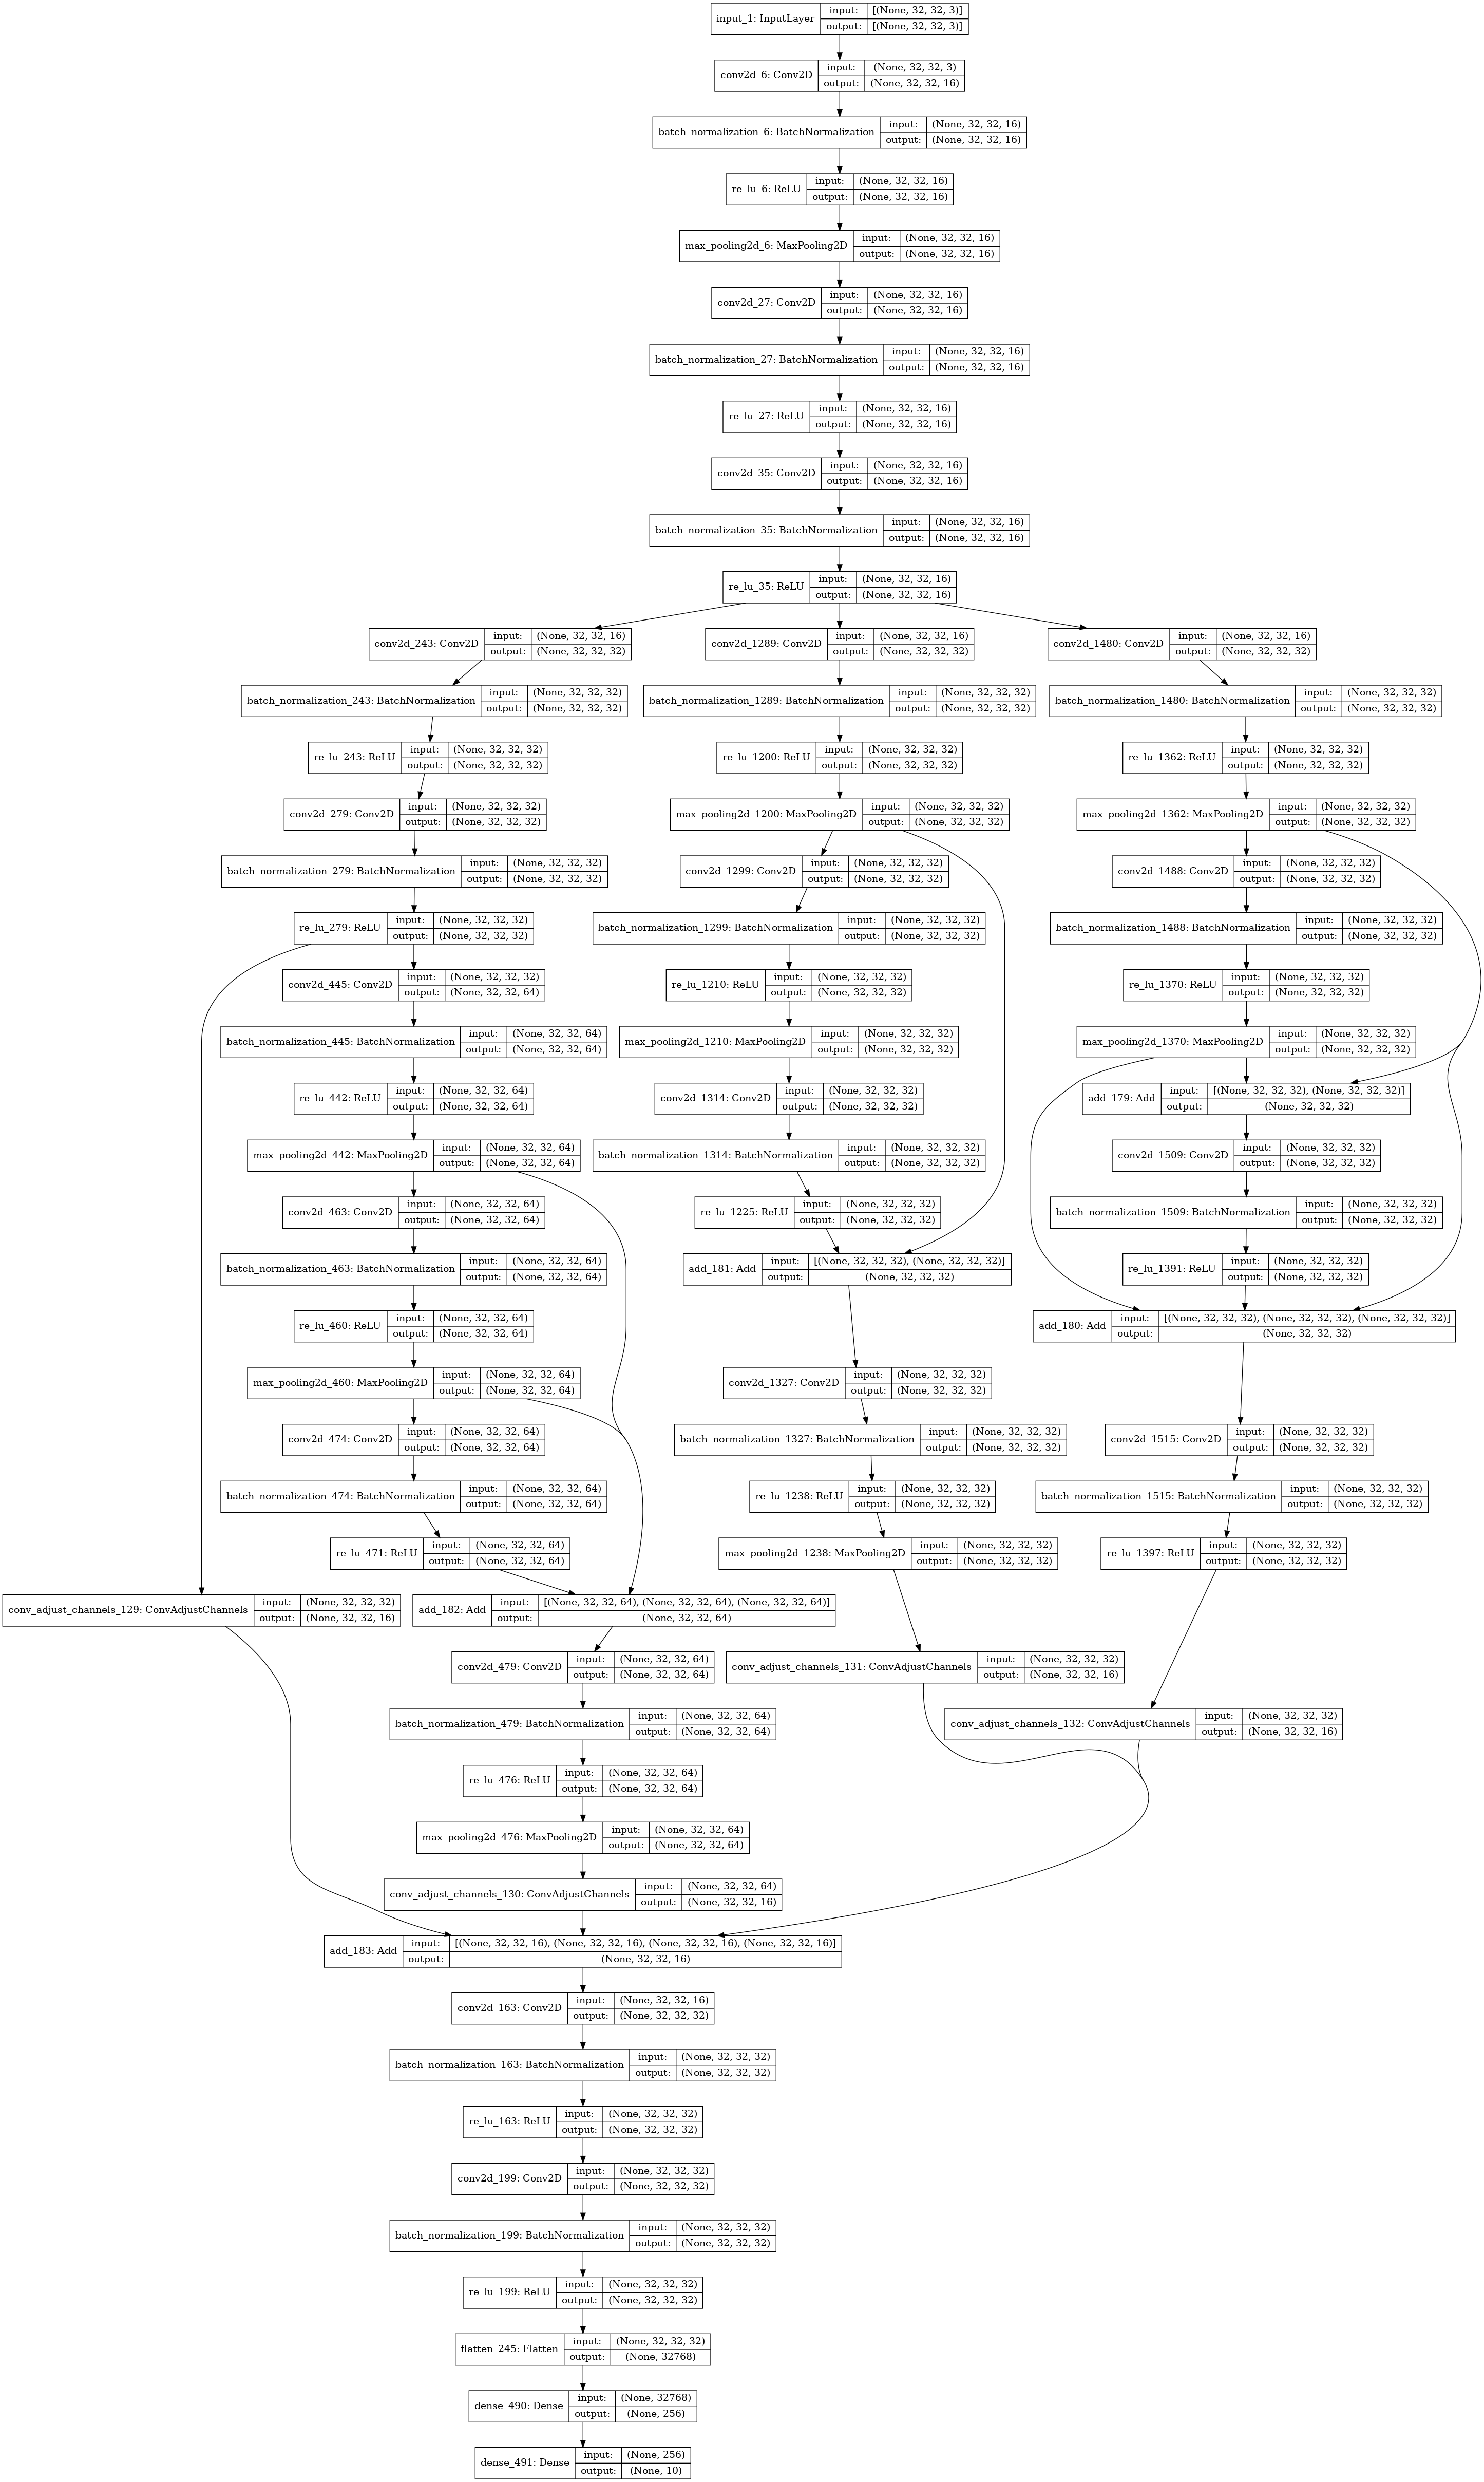 input_1: InputLayer
input: [(None, 32, 32, 3)]
output: [(None, 32, 32, 3)]
conv2d_6: Conv2D
input: (None, 32, 32, 3)
output: (None, 32, 32, 16)
batch_normalization_6: BatchNormalization
input: (None, 32, 32, 16)
output: (None, 32, 32, 16)
re_lu_6: ReLU
input: (None, 32, 32, 16)
output: (None, 32, 32, 16)
max_pooling2d_6: MaxPooling2D
input: (None, 32, 32, 16)
output: (None, 32, 32, 16)
conv2d_27: Conv2D
input: (None, 32, 32, 16)
output: (None, 32, 32, 16)
batch_normalization_27: BatchNormalization
input: (None, 32, 32, 16)
output: (None, 32, 32, 16)
re_lu_27: ReLU
input: (None, 32, 32, 16)
output: (None, 32, 32, 16)
conv2d_35: Conv2D
input: (None, 32, 32, 16)
output: (None, 32, 32, 16)
batch_normalization_35: BatchNormalization
input: (None, 32, 32, 16)
output: (None, 32, 32, 16)
re_lu_35: ReLU
input: (None, 32, 32, 16)
output: (None, 32, 32, 16)
conv2d_243: Conv2D
input: (None, 32, 32, 16)
output: (None, 32, 32, 32)
conv2d_1289: Conv2D
input: (None, 32, 32, 16)
output: (None, 32, 32, 32)
conv2d_1480: Conv2D
input: (None, 32, 32, 16)
output: (None, 32, 32, 32)
batch_normalization_243: BatchNormalization
input: (None, 32, 32, 32)
output: (None, 32, 32, 32)
batch_normalization_1289: BatchNormalization
input: (None, 32, 32, 32)
output: (None, 32, 32, 32)
batch_normalization_1480: BatchNormalization
input: (None, 32, 32, 32)
output: (None, 32, 32, 32)
re_lu_243: ReLU
input: (None, 32, 32, 32)
output: (None, 32, 32, 32)
re_lu_1200: ReLU
input: (None, 32, 32, 32)
output: (None, 32, 32, 32)
re_lu_1362: ReLU
input: (None, 32, 32, 32)
output: (None, 32, 32, 32)
conv2d_279: Conv2D
input: (None, 32, 32, 32)
output: (None, 32, 32, 32)
max_pooling2d_1200: MaxPooling2D
input: (None, 32, 32, 32)
output: (None, 32, 32, 32)
max_pooling2d_1362: MaxPooling2D
input: (None, 32, 32, 32)
output: (None, 32, 32, 32)
batch_normalization_279: BatchNormalization
input: (None, 32, 32, 32)
output: (None, 32, 32, 32)
conv2d_1299: Conv2D
input: (None, 32, 32, 32)
output: (None, 32, 32, 32)
conv2d_1488: Conv2D
input: (None, 32, 32, 32)
output: (None, 32, 32, 32)
re_lu_279: ReLU
input: (None, 32, 32, 32)
output: (None, 32, 32, 32)
batch_normalization_1299: BatchNormalization
input: (None, 32, 32, 32)
output: (None, 32, 32, 32)
batch_normalization_1488: BatchNormalization
input: (None, 32, 32, 32)
output: (None, 32, 32, 32)
conv2d_445: Conv2D
input: (None, 32, 32, 32)
output: (None, 32, 32, 64)
re_lu_1210: ReLU
input: (None, 32, 32, 32)
output: (None, 32, 32, 32)
re_lu_1370: ReLU
input: (None, 32, 32, 32)
output: (None, 32, 32, 32)
batch_normalization_445: BatchNormalization
input: (None, 32, 32, 64)
output: (None, 32, 32, 64)
max_pooling2d_1210: MaxPooling2D
input: (None, 32, 32, 32)
output: (None, 32, 32, 32)
max_pooling2d_1370: MaxPooling2D
input: (None, 32, 32, 32)
output: (None, 32, 32, 32)
re_lu_442: ReLU
input: (None, 32, 32, 64)
output: (None, 32, 32, 64)
conv2d_1314: Conv2D
input: (None, 32, 32, 32)
output: (None, 32, 32, 32)
add_179: Add
input: [(None, 32, 32, 32), (None, 32, 32, 32)]
output: (None, 32, 32, 32)
max_pooling2d_442: MaxPooling2D
input: (None, 32, 32, 64)
output: (None, 32, 32, 64)
batch_normalization_1314: BatchNormalization
input: (None, 32, 32, 32)
output: (None, 32, 32, 32)
conv2d_1509: Conv2D
input: (None, 32, 32, 32)
output: (None, 32, 32, 32)
conv2d_463: Conv2D
input: (None, 32, 32, 64)
output: (None, 32, 32, 64)
re_lu_1225: ReLU
input: (None, 32, 32, 32)
output: (None, 32, 32, 32)
batch_normalization_1509: BatchNormalization
input: (None, 32, 32, 32)
output: (None, 32, 32, 32)
batch_normalization_463: BatchNormalization
input: (None, 32, 32, 64)
output: (None, 32, 32, 64)
add_181: Add
input: [(None, 32, 32, 32), (None, 32, 32, 32)]
output: (None, 32, 32, 32)
re_lu_1391: ReLU
input: (None, 32, 32, 32)
output: (None, 32, 32, 32)
re_lu_460: ReLU
input: (None, 32, 32, 64)
output: (None, 32, 32, 64)
add_180: Add
input: [(None, 32, 32, 32), (None, 32, 32, 32), (None, 32, 32, 32)]
output: (None, 32, 32, 32)
max_pooling2d_460: MaxPooling2D
input: (None, 32, 32, 64)
output: (None, 32, 32, 64)
conv2d_1327: Conv2D
input: (None, 32, 32, 32)
output: (None, 32, 32, 32)
conv2d_474: Conv2D
input: (None, 32, 32, 64)
output: (None, 32, 32, 64)
batch_normalization_1327: BatchNormalization
input: (None, 32, 32, 32)
output: (None, 32, 32, 32)
conv2d_1515: Conv2D
input: (None, 32, 32, 32)
output: (None, 32, 32, 32)
batch_normalization_474: BatchNormalization
input: (None, 32, 32, 64)
output: (None, 32, 32, 64)
re_lu_1238: ReLU
input: (None, 32, 32, 32)
output: (None, 32, 32, 32)
batch_normalization_1515: BatchNormalization
input: (None, 32, 32, 32)
output: (None, 32, 32, 32)
re_lu_471: ReLU
input: (None, 32, 32, 64)
output: (None, 32, 32, 64)
max_pooling2d_1238: MaxPooling2D
input: (None, 32, 32, 32)
output: (None, 32, 32, 32)
re_lu_1397: ReLU
input: (None, 32, 32, 32)
output: (None, 32, 32, 32)
conv_adjust_channels_129: ConvAdjustChannels
input: (None, 32, 32, 32)
output: (None, 32, 32, 16)
add_182: Add
input: [(None, 32, 32, 64), (None, 32, 32, 64), (None, 32, 32, 64)]
output: (None, 32, 32, 64)
conv2d_479: Conv2D
input: (None, 32, 32, 64)
output: (None, 32, 32, 64)
conv_adjust_channels_131: ConvAdjustChannels
input: (None, 32, 32, 32)
output: (None, 32, 32, 16)
batch_normalization_479: BatchNormalization
input: (None, 32, 32, 64)
output: (None, 32, 32, 64)
conv_adjust_channels_132: ConvAdjustChannels
input: (None, 32, 32, 32)
output: (None, 32, 32, 16)
re_lu_476: ReLU
input: (None, 32, 32, 64)
output: (None, 32, 32, 64)
max_pooling2d_476: MaxPooling2D
input: (None, 32, 32, 64)
output: (None, 32, 32, 64)
conv_adjust_channels_130: ConvAdjustChannels
input: (None, 32, 32, 64)
output: (None, 32, 32, 16)
add_183: Add
input: [(None, 32, 32, 16), (None, 32, 32, 16), (None, 32, 32, 16), (None, 32, 32, 16)]
output: (None, 32, 32, 16)
conv2d_163: Conv2D
input: (None, 32, 32, 16)
output: (None, 32, 32, 32)
batch_normalization_163: BatchNormalization
input: (None, 32, 32, 32)
output: (None, 32, 32, 32)
re_lu_163: ReLU
input: (None, 32, 32, 32)
output: (None, 32, 32, 32)
conv2d_199: Conv2D
input: (None, 32, 32, 32)
output: (None, 32, 32, 32)
batch_normalization_199: BatchNormalization
input: (None, 32, 32, 32)
output: (None, 32, 32, 32)
re_lu_199: ReLU
input: (None, 32, 32, 32)
output: (None, 32, 32, 32)
flatten_245: Flatten
input: (None, 32, 32, 32)
output: (None, 32768)
dense_490: Dense
input: (None, 32768)
output: (None, 256)
dense_491: Dense
input: (None, 256)
output: (None, 10)